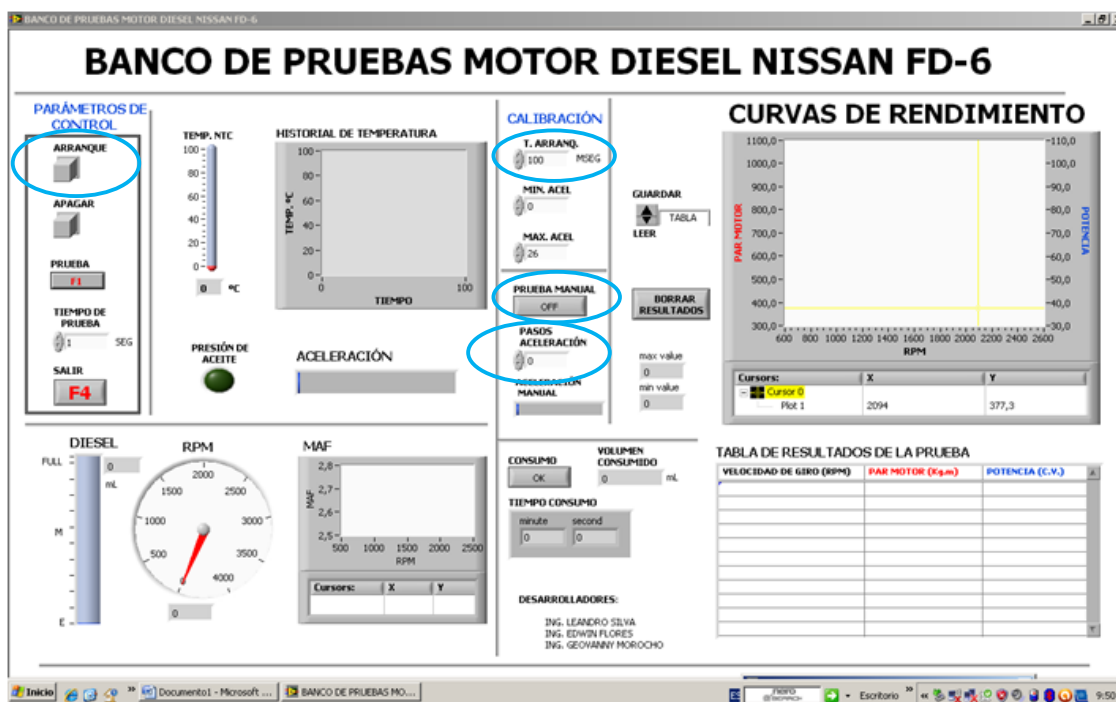 BANCO DE PRUEBAS MOTOR DIESEL NISSAN FD-6
BANCO DE PRUEBAS MOTOR DIESEL NISSAN FD-6
PARÁMETROS DE
CONTROL
ARRANQUE
APAGAR
PRUEBA
F1
TIEMPO DE
PRUEBA
1 SEG
SALIR
F4
TEMP. NTC
100
80
60
40
20
0
0 ºC
PRESIÓN DE
ACEITE
HISTORIAL DE TEMPERATURA
TEMP. ºC
100
80
60
40
20
0
0 100
TIEMPO
ACELERACIÓN
CALIBRACIÓN
T. ARRANQ.
100 MSEG
MIN. ACEL
0
MAX. ACEL
26
PRUEBA MANUAL
OFF
PASOS
ACELERACIÓN
0
ACELERACIÓN
MANUAL
GUARDAR
TABLA
LEER
BORRAR
RESULTADOS
max value
0
min value
0
CURVAS DE RENDIMIENTO
PAR MOTOR
1100,0
1000,0
900,0
800,0
700,0
600,0
500,0
400,0
300,0
110,0
100,0
90,0
80,0
70,0
60,0
50,0
40,0
30,0
POTENCIA
600 800 1000 1200 1400 1600 1800 2000 2200 2400 2600
RPM
Cursors: X Y
Cursor 0
Plot 1 2094 377,3
DIESEL
FULL
M
E
0
mL
RPM
500
1000
1500
2000
2500
3000
3500
4000
0
MAF
MAF
2,8
2,7
2,6
2,5
500 1000 1500 2000 2500
RPM
Cursors: X Y
CONSUMO
OK
VOLUMEN
CONSUMIDO
0 mL
TIEMPO CONSUMO
minute second
0 0
DESARROLLADORES:
ING. LEANDRO SILVA
ING. EDWIN FLORES
ING. GEOVANNY MOROCHO
TABLA DE RESULTADOS DE LA PRUEBA
VELOCIDAD DE GIRO (RPM) PAR MOTOR (Kg.m) POTENCIA (C.V.)
Inicio » Documento1 - Microsoft ... BANCO DE PRUEBAS MO... ES nero SEARCH Escritorio » « 9:50